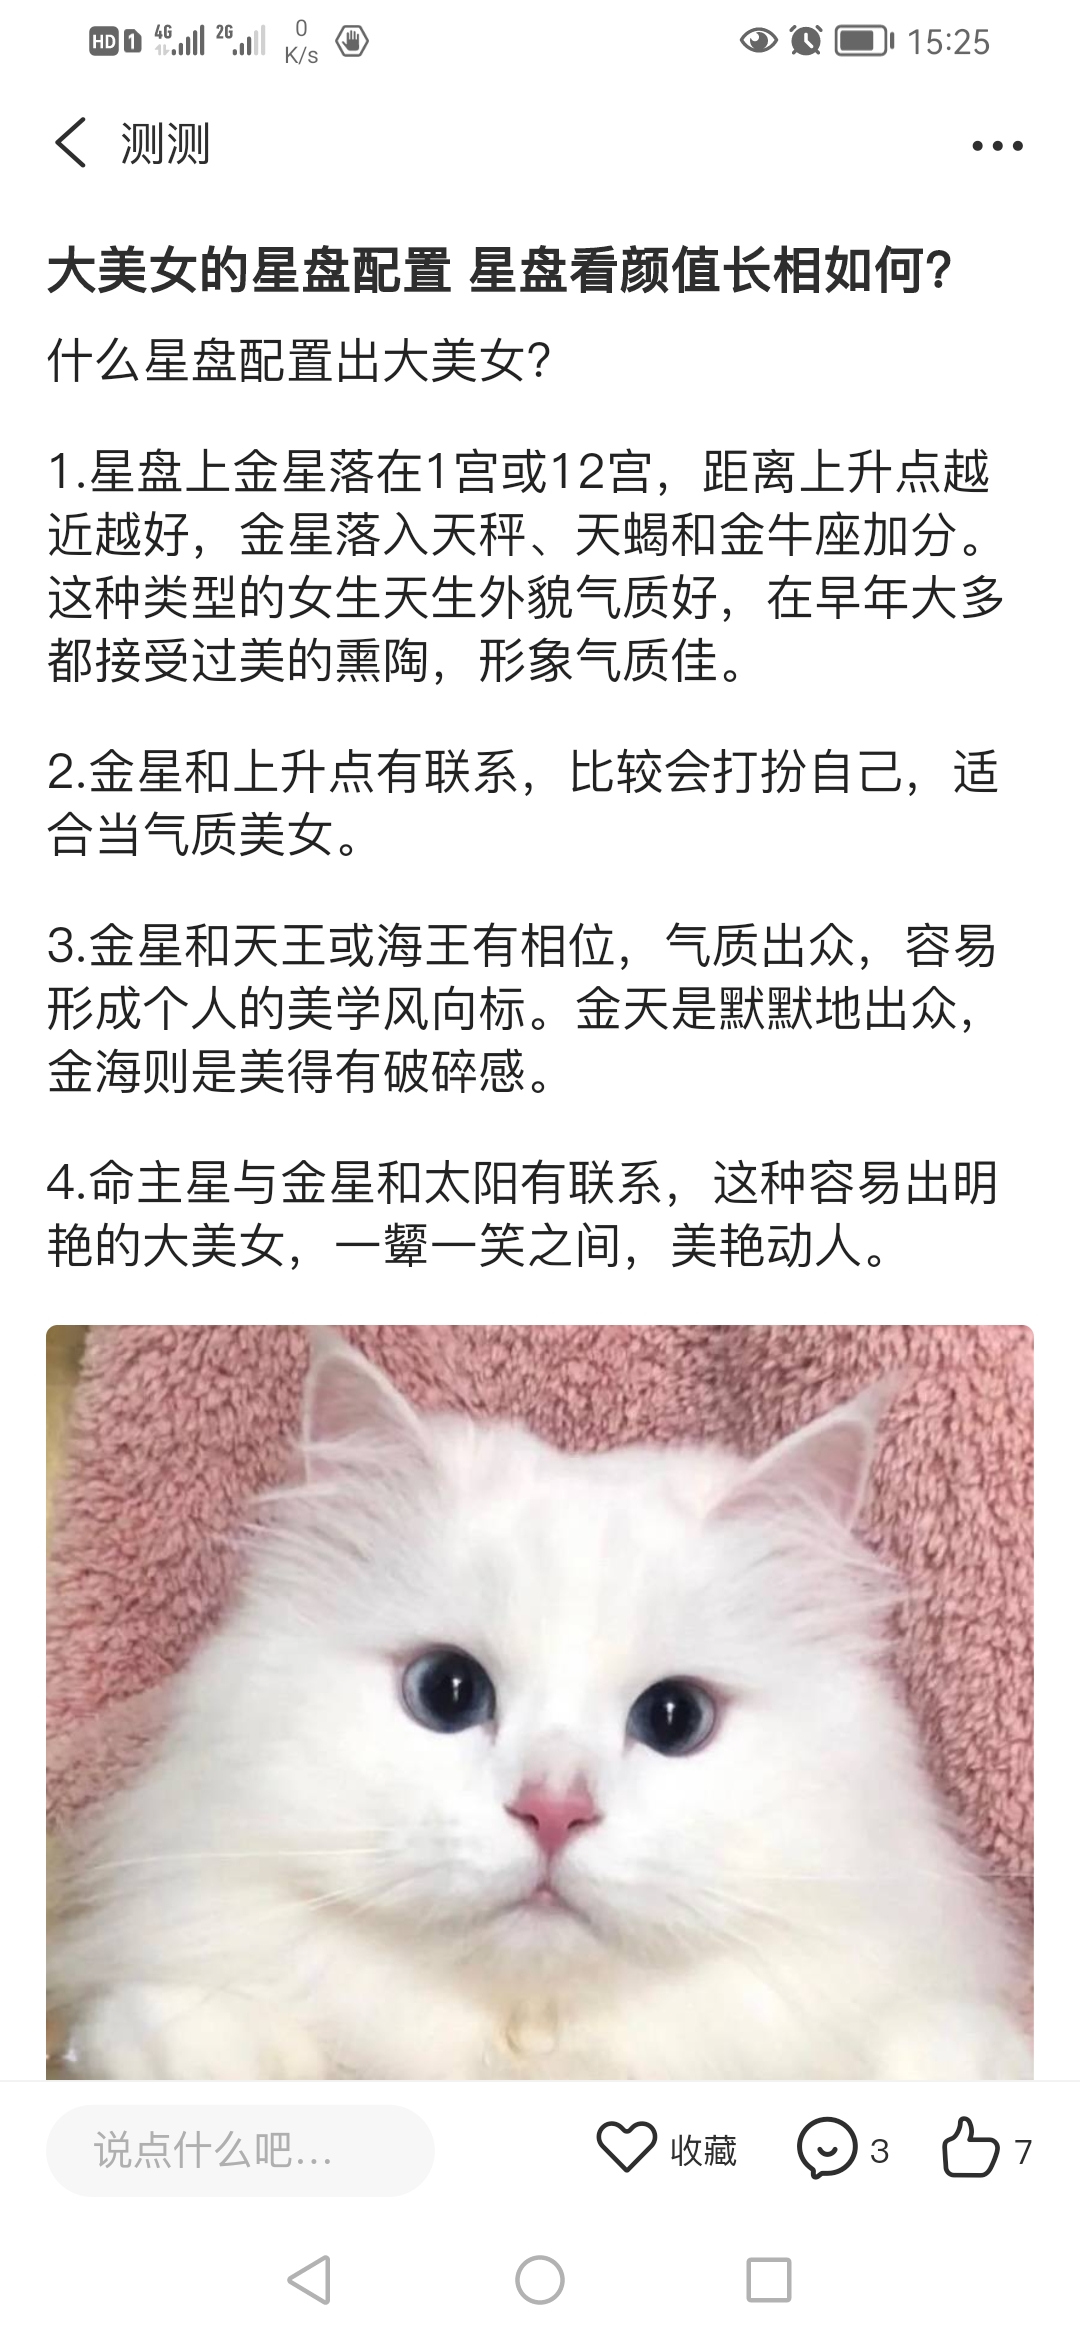 HD 1 4G 2G 0 K/s 15:25
测测
大美女的星盘配置 星盘看颜值长相如何?
什么星盘配置出大美女?
1.星盘上金星落在1宫或12宫，距离上升点越
近越好，金星落入天秤、天蝎和金牛座加分。
这种类型的女生天生外貌气质好，在早年大多
都接受过美的熏陶，形象气质佳。
2.金星和上升点有联系，比较会打扮自己，适
合当气质美女。
3.金星和天王或海王有相位，气质出众，容易
形成个人的美学风向标。金天是默默地出众，
金海则是美得有破碎感。
4.命主星与金星和太阳有联系，这种容易出明
艳的大美女，一颦一笑之间，美艳动人。
说点什么吧... 收藏 3 7